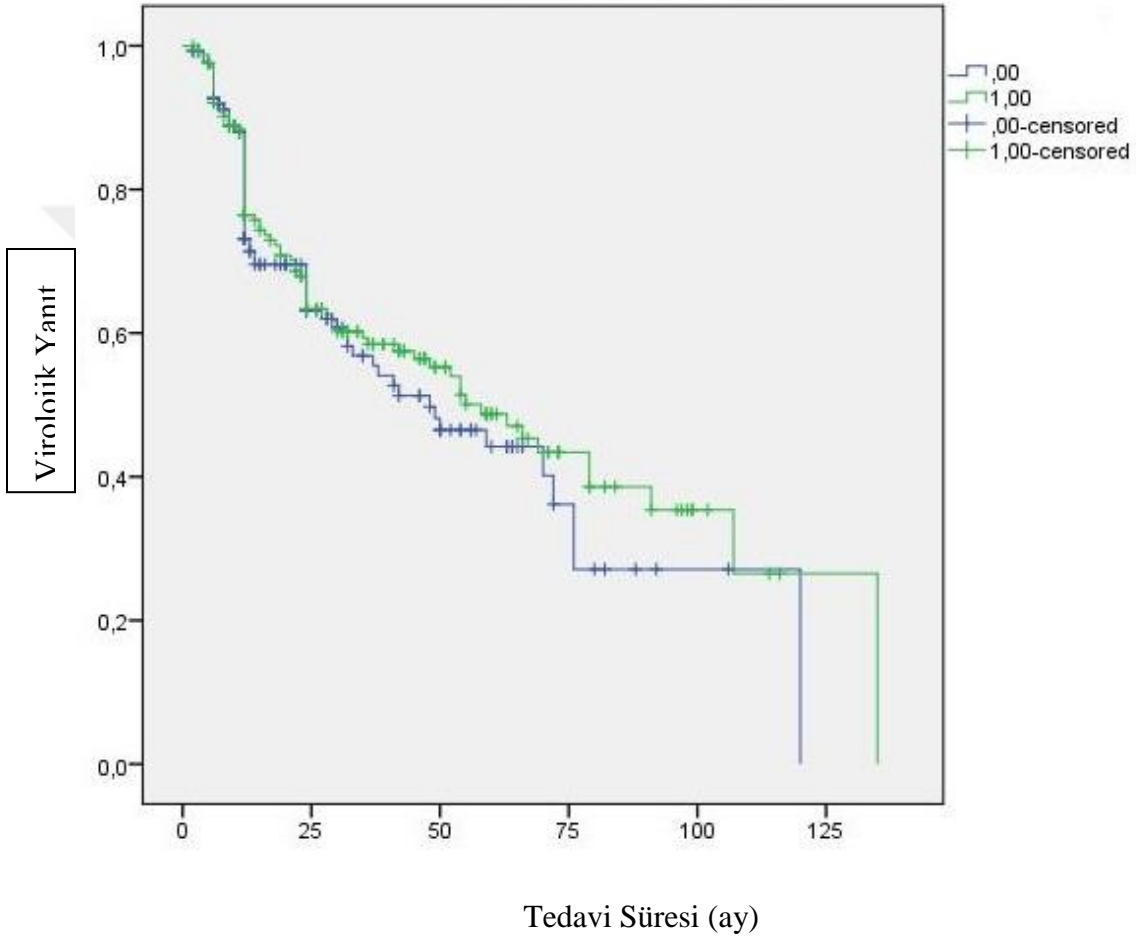 1,0
0,8
0,6
0,4
0,2
0,0
Virolojik Yanıt
0 25 50 75 100 125
Tedavi Süresi (ay)
,00
1,00
,00-censored
1,00-censored